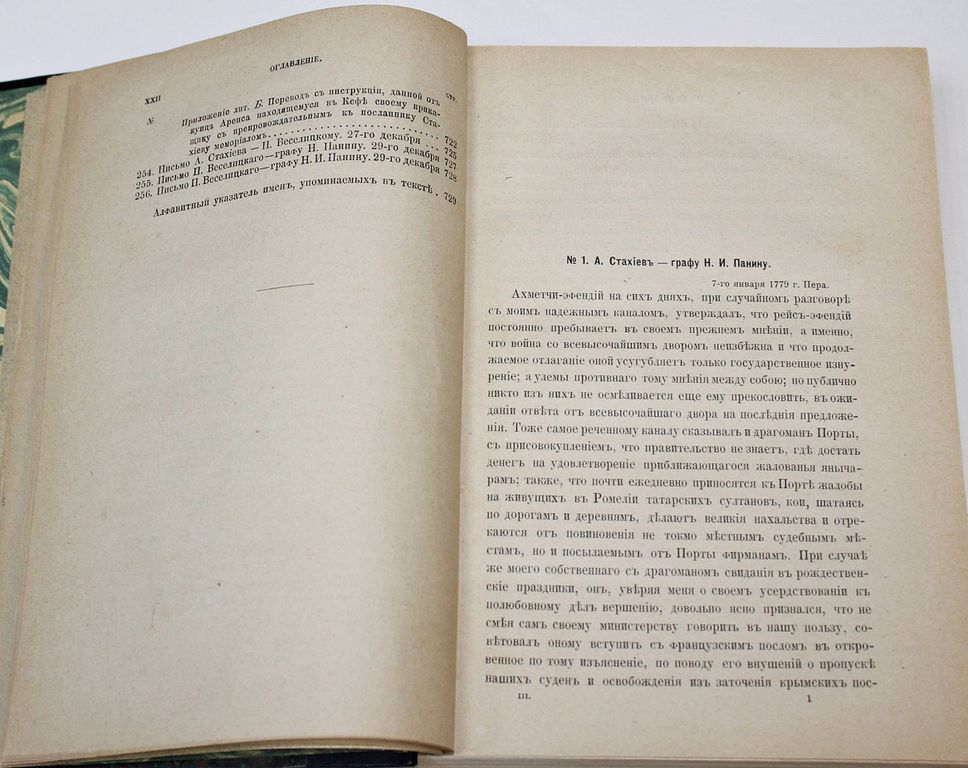 ОГЛАВЛЕНІЕ.
XXII
СТР.
№
Приложеніе лит. Б. Переводъ съ инструкціи, данной отъ
купца Аренса находящемуся въ Кефѣ своему прика-
щику съ препровождательнымъ къ посланнику Ста-
хіеву меморіаломъ. . . . . . . . . . . . . . . . . . . . 722
254. Письмо А. Стахіева — П. Веселицкому. 27-го декабря . . . 725
255. Письмо П. Веселицкаго—графу Н. Панину. 29-го декабря 727
256. Письмо П. Веселицкаго—графу Н. И. Панину. 29-го декабря 728
Алфавитный указатель именъ, упоминаемыхъ въ текстѣ . 729
№ 1. А. Стахіевъ — графу Н. И. Панину.
7-го января 1779 г. Пера.
Ахметчи-эфендій на сихъ дняхъ, при случайномъ разговорѣ
съ моимъ надежнымъ каналомъ, утверждалъ, что рейсъ-эфендій
постоянно пребываетъ въ своемъ прежнемъ мнѣніи, а именно,
что война со всевысочайшимъ дворомъ неизбѣжна и что продол-
жаемое отлаганіе оной усугубляетъ только государственное изну-
реніе; а улемы противнаго тому мнѣнія между собою; но публично
никто изъ нихъ не осмѣливается еще ему прекословить, въ ожи-
даніи отвѣта отъ всевысочайшаго двора на послѣднія предложе-
нія. Тоже самое реченному каналу сказывалъ и драгоманъ Порты,
съ присовокупленіемъ, что правительство не знаетъ, гдѣ достать
денегъ на удовлетвореніе приближающагося жалованья яныча-
рамъ; также, что почти ежедневно приносятся къ Портѣ жалобы
на живущихъ въ Ромеліи татарскихъ султановъ, кои, шатаясь
по дорогамъ и деревнямъ, дѣлаютъ великія нахальства и отре-
каются отъ повиновенія не токмо мѣстнымъ судебнымъ мѣ-
стамъ, но и посылаемымъ отъ Порты фирманамъ. При случаѣ
же моего собственнаго съ драгоманомъ свиданія въ рождествен-
скіе праздники, онъ, увѣряя меня о своемъ усердствованіи къ
полюбовному дѣлъ вершенію, довольно ясно признался, что не
смѣя самъ своему министерству говорить въ нашу пользу, со-
вѣтовалъ оному вступить съ французскимъ посломъ въ откро-
венное по тому изъясненіе, по поводу его внушеній о пропускѣ
нашихъ суденъ и освобожденія изъ заточенія крымскихъ пос-
III.
1